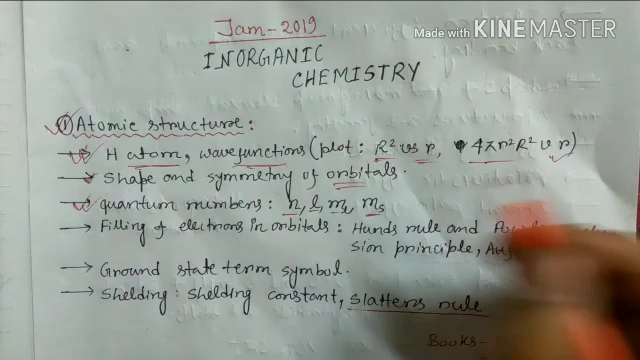 Made with KINEMASTER
Jam-2019
INORGANIC
CHEMISTRY
① Atomic structure:
→ H atom, wavefunctions (plot: R² vs r, 4πr²R² v r)
→ Shape and symmetry of orbitals.
→ Quantum numbers: n, l, mₗ, mₛ
→ Filling of electrons in orbitals: Hunds rule and
sion principle,
→ Ground state term symbol.
→ Shelding: shelding constant, Slatters rule
Books-